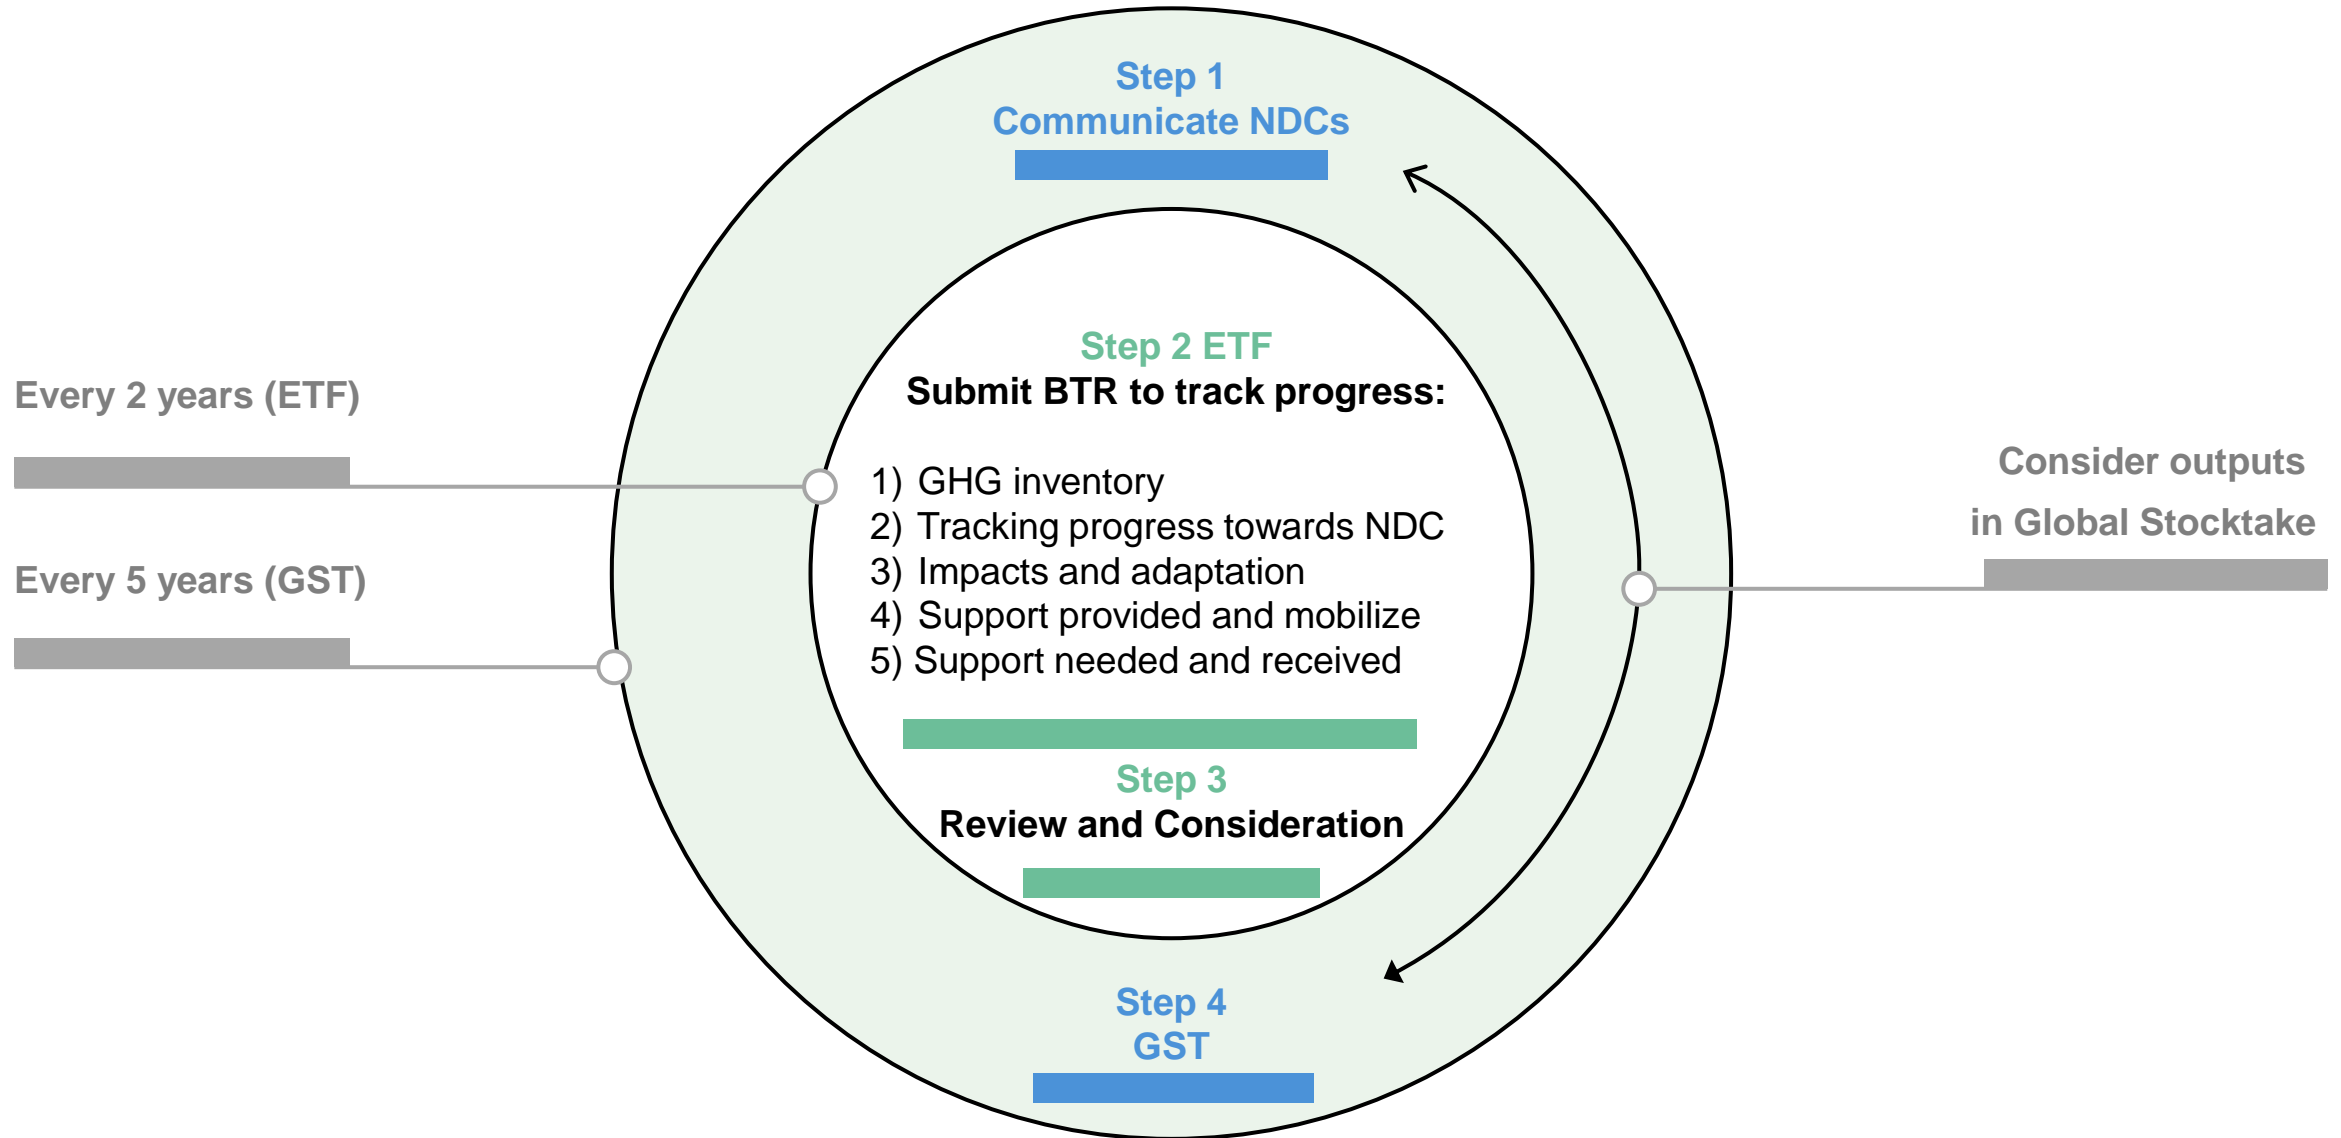 Step 1
Communicate NDCs
Step 2 ETF
Submit BTR to track progress:
1) GHG inventory
2) Tracking progress towards NDC
3) Impacts and adaptation
4) Support provided and mobilize
5) Support needed and received
Step 3
Review and Consideration
Step 4
GST
Every 2 years (ETF)
Every 5 years (GST)
Consider outputs
in Global Stocktake